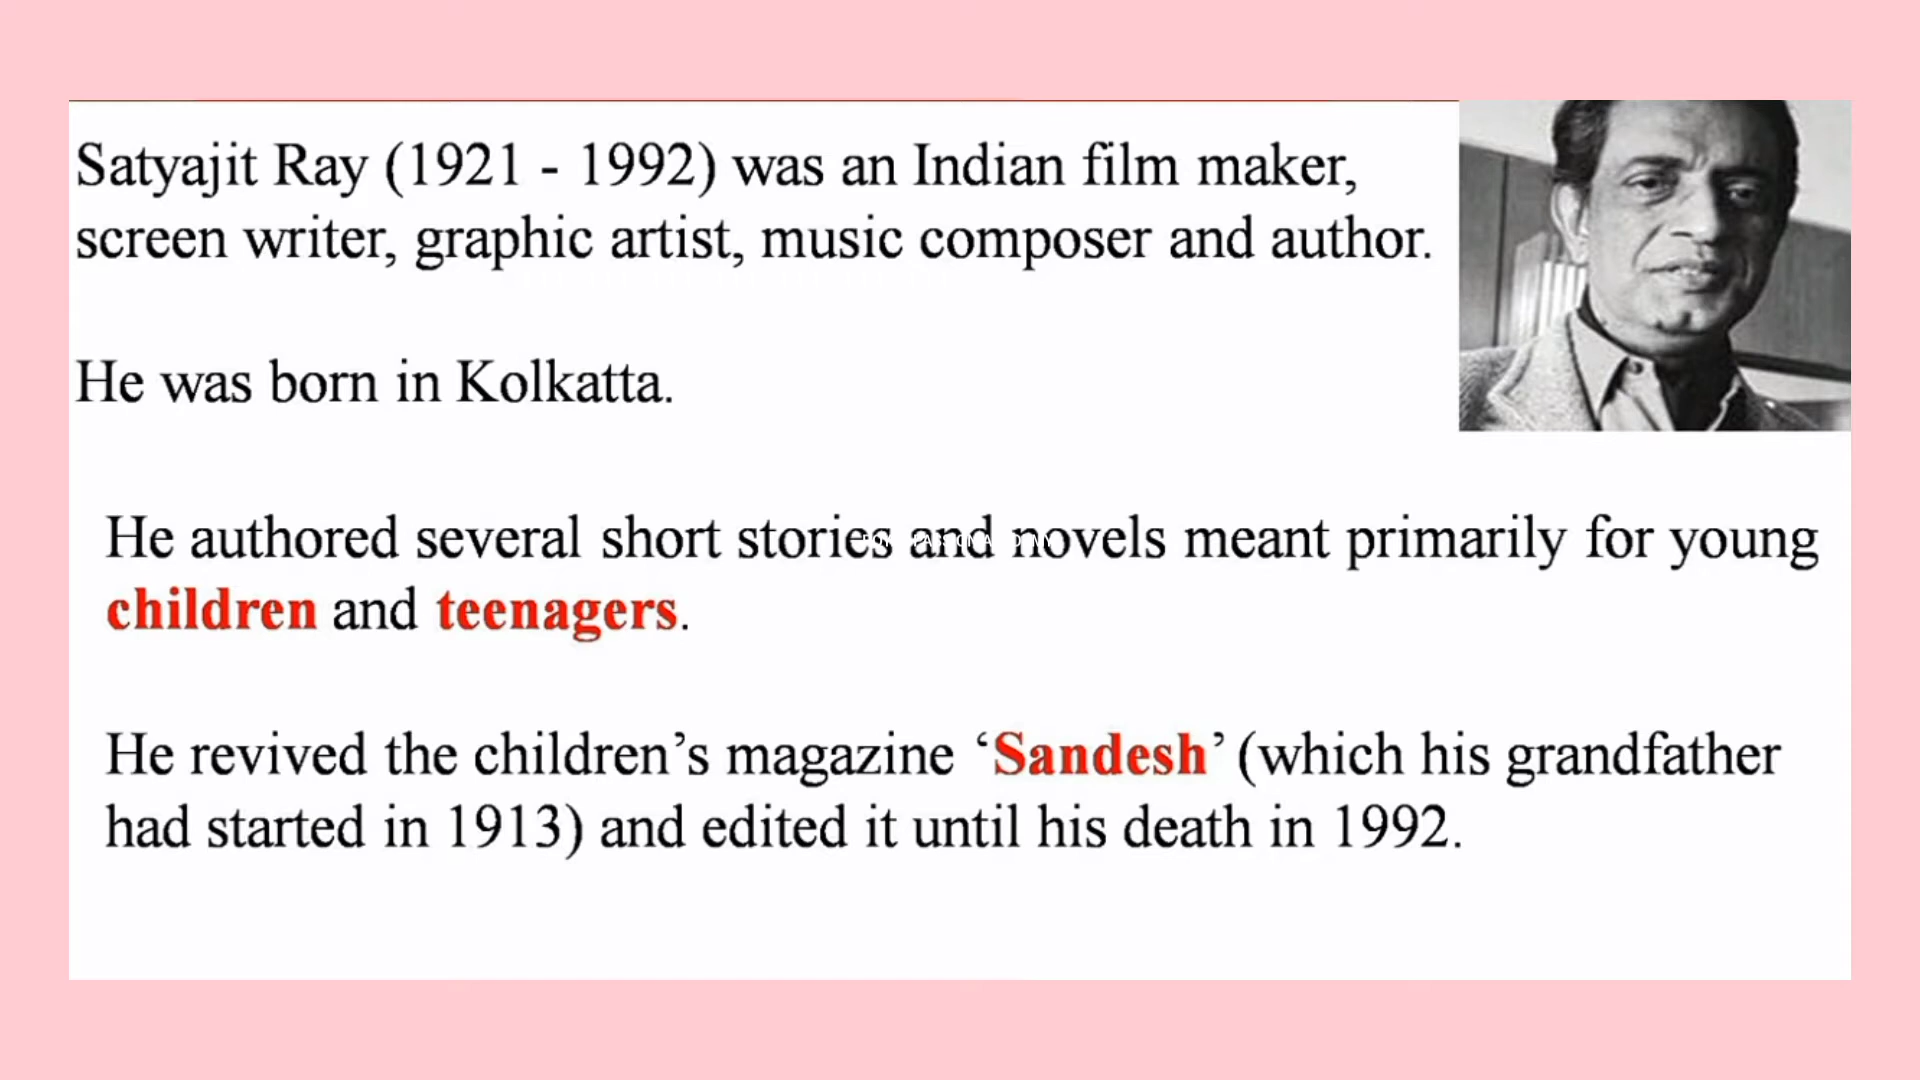 Satyajit Ray (1921 - 1992) was an Indian film maker,
screen writer, graphic artist, music composer and author.
He was born in Kolkatta.
He authored several short stories and novels meant primarily for young
children and teenagers.
He revived the children’s magazine ‘Sandesh’ (which his grandfather
had started in 1913) and edited it until his death in 1992.